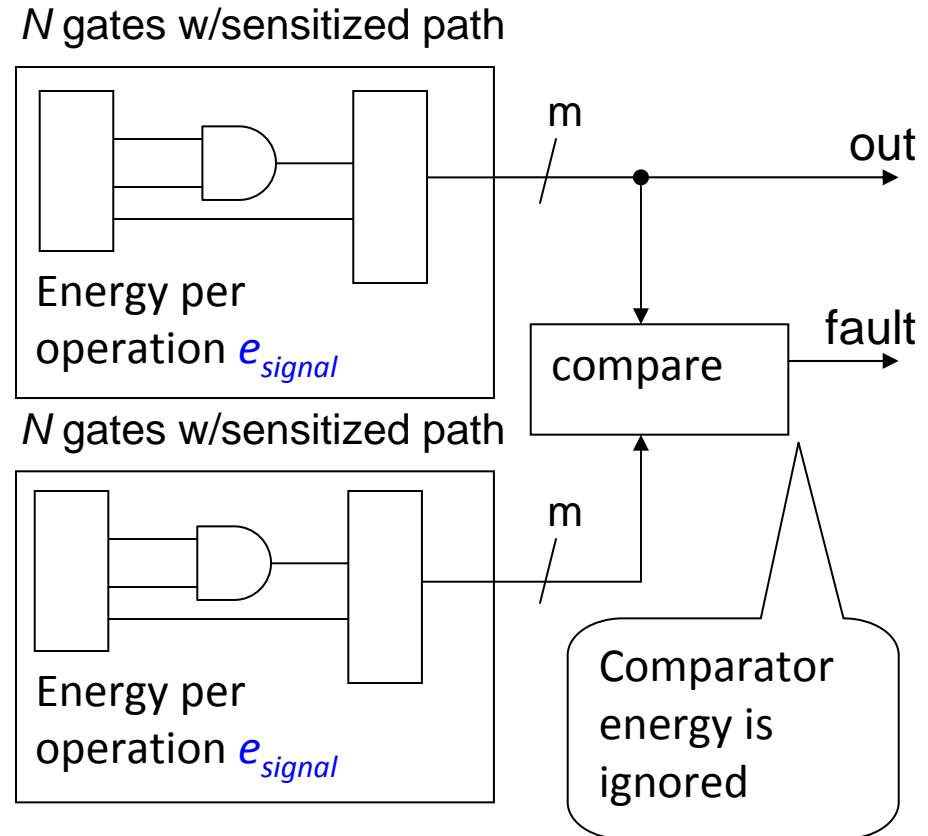 N gates w/sensitized path
m
out
Energy per
operation e_signal
fault
compare
N gates w/sensitized path
m
Energy per
operation e_signal
Comparator
energy is
ignored